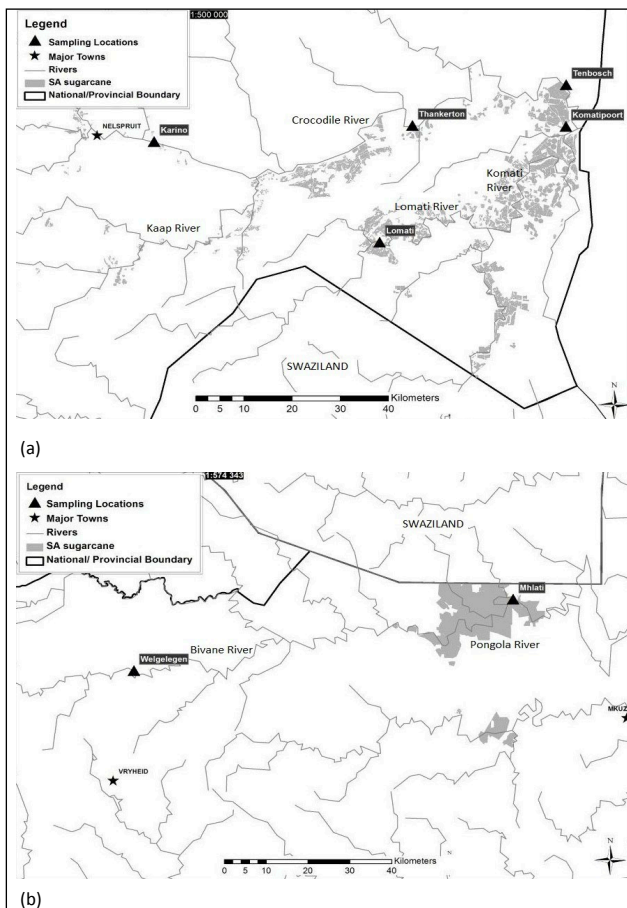 1:500 000
Legend
Sampling Locations
Major Towns
Rivers
SA sugarcane
National/Provincial Boundary
Tenbosch
Crocodile River
Thankerton
Komatipoort
NELSPRUIT
Karino
Komati
River
Lomati River
Kaap River
Lomati
SWAZILAND
N
Kilometers
0 5 10 20 30 40
(a)
1:574 343
Legend
Sampling Locations
Major Towns
Rivers
SA sugarcane
National/ Provincial Boundary
SWAZILAND
Mhlati
Bivane River
Pongola River
Welgelegen
MKUZ
VRYHEID
N
Kilometers
0 5 10 20 30 40
(b)